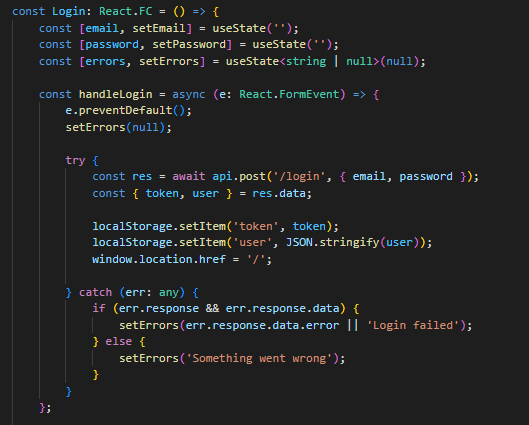 const Login: React.FC = () => {
    const [email, setEmail] = useState('');
    const [password, setPassword] = useState('');
    const [errors, setErrors] = useState<string | null>(null);

    const handleLogin = async (e: React.FormEvent) => {
        e.preventDefault();
        setErrors(null);

        try {
            const res = await api.post('/login', { email, password });
            const { token, user } = res.data;

            localStorage.setItem('token', token);
            localStorage.setItem('user', JSON.stringify(user));
            window.location.href = '/';

        } catch (err: any) {
            if (err.response && err.response.data) {
                setErrors(err.response.data.error || 'Login failed');
            } else {
                setErrors('Something went wrong');
            }
        }
    };